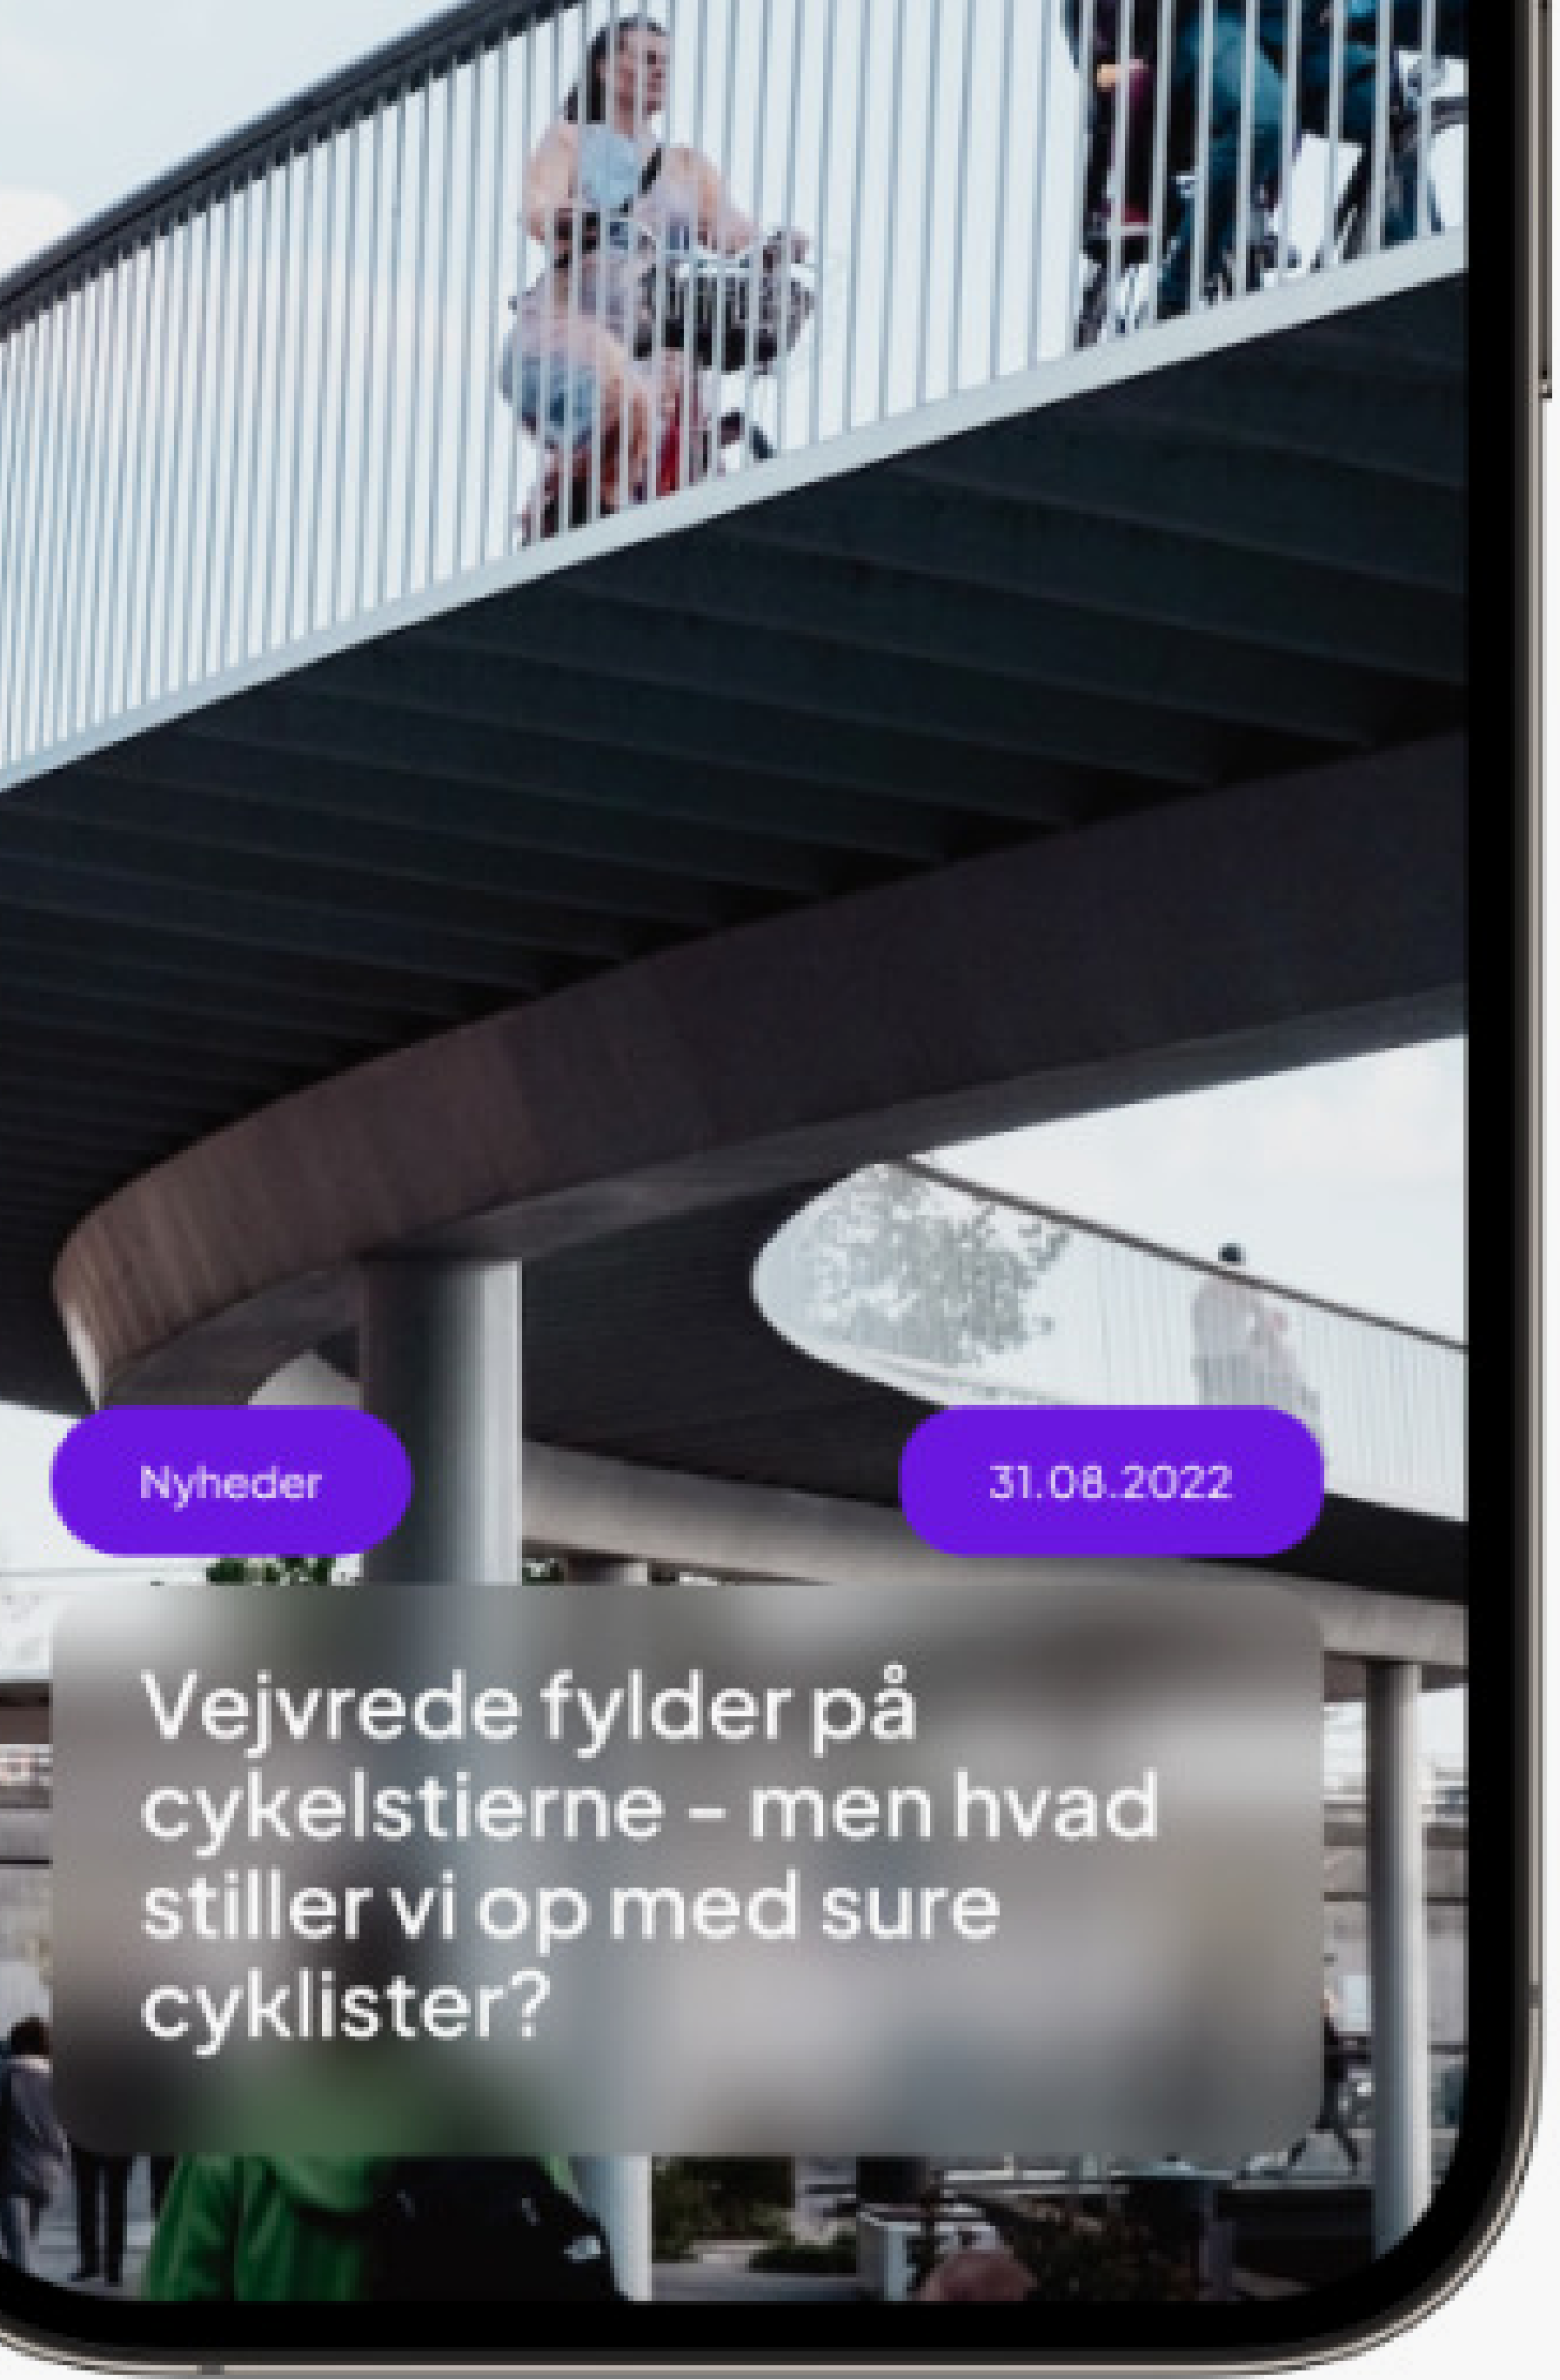 Nyheder
31.08.2022
Vejvrede fylder på
cykelstierne – men hvad
stiller vi op med sure
cyklister?